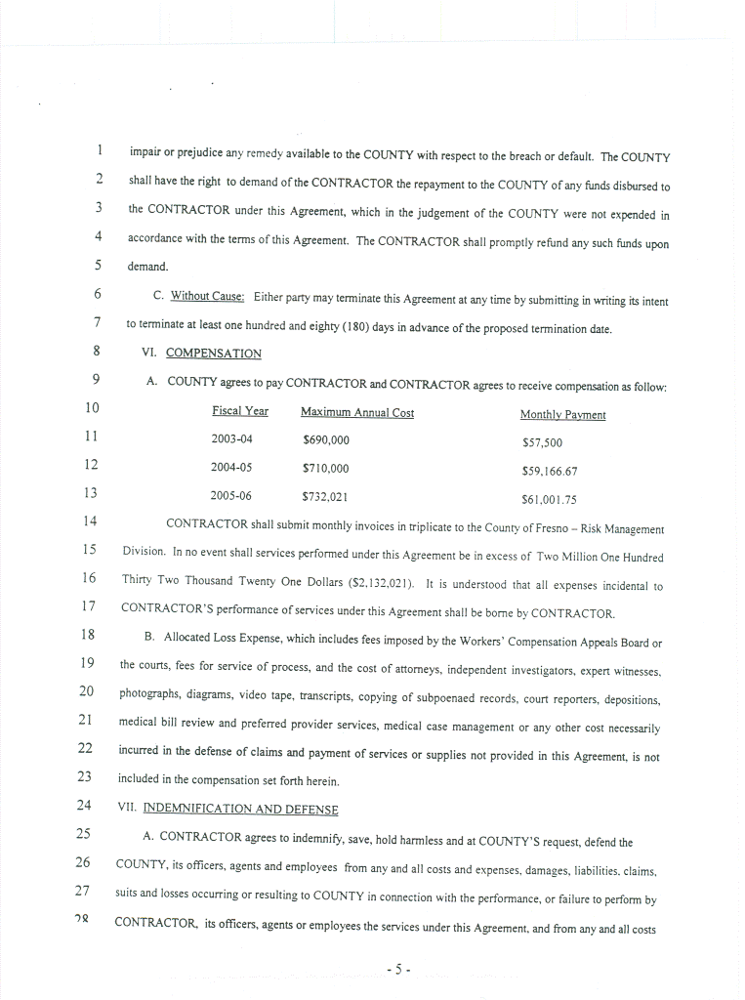 1 impair or prejudice any remedy available to the COUNTY with respect to the breach or default. The COUNTY
2 shall have the right to demand of the CONTRACTOR the repayment to the COUNTY of any funds disbursed to
3 the CONTRACTOR under this Agreement, which in the judgement of the COUNTY were not expended in
4 accordance with the terms of this Agreement. The CONTRACTOR shall promptly refund any such funds upon
5 demand.
6 C. Without Cause: Either party may terminate this Agreement at any time by submitting in writing its intent
7 to terminate at least one hundred and eighty (180) days in advance of the proposed termination date.
8 VI. COMPENSATION
9 A. COUNTY agrees to pay CONTRACTOR and CONTRACTOR agrees to receive compensation as follow:
10 Fiscal Year Maximum Annual Cost Monthly Payment
11 2003-04 $690,000 $57,500
12 2004-05 $710,000 $59,166.67
13 2005-06 $732,021 $61,001.75
14 CONTRACTOR shall submit monthly invoices in triplicate to the County of Fresno – Risk Management
15 Division. In no event shall services performed under this Agreement be in excess of Two Million One Hundred
16 Thirty Two Thousand Twenty One Dollars ($2,132,021). It is understood that all expenses incidental to
17 CONTRACTOR'S performance of services under this Agreement shall be borne by CONTRACTOR.
18 B. Allocated Loss Expense, which includes fees imposed by the Workers' Compensation Appeals Board or
19 the courts, fees for service of process, and the cost of attorneys, independent investigators, expert witnesses,
20 photographs, diagrams, video tape, transcripts, copying of subpoenaed records, court reporters, depositions,
21 medical bill review and preferred provider services, medical case management or any other cost necessarily
22 incurred in the defense of claims and payment of services or supplies not provided in this Agreement, is not
23 included in the compensation set forth herein.
24 VII. INDEMNIFICATION AND DEFENSE
25 A. CONTRACTOR agrees to indemnify, save, hold harmless and at COUNTY'S request, defend the
26 COUNTY, its officers, agents and employees from any and all costs and expenses, damages, liabilities, claims,
27 suits and losses occurring or resulting to COUNTY in connection with the performance, or failure to perform by
28 CONTRACTOR, its officers, agents or employees the services under this Agreement, and from any and all costs
- 5 -